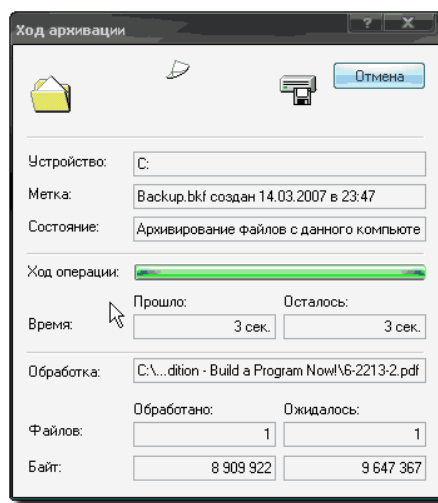 Ход архивации
Отмена
Устройство: C:
Метка: Backup.bkf создан 14.03.2007 в 23:47
Состояние: Архивирование файлов с данного компьюте
Ход операции:
Прошло: Осталось:
Время: 3 сек. 3 сек.
Обработка: C:\...dition - Build a Program Now!\6-2213-2.pdf
Обработано: Ожидалось:
Файлов: 1 1
Байт: 8 909 922 9 647 367